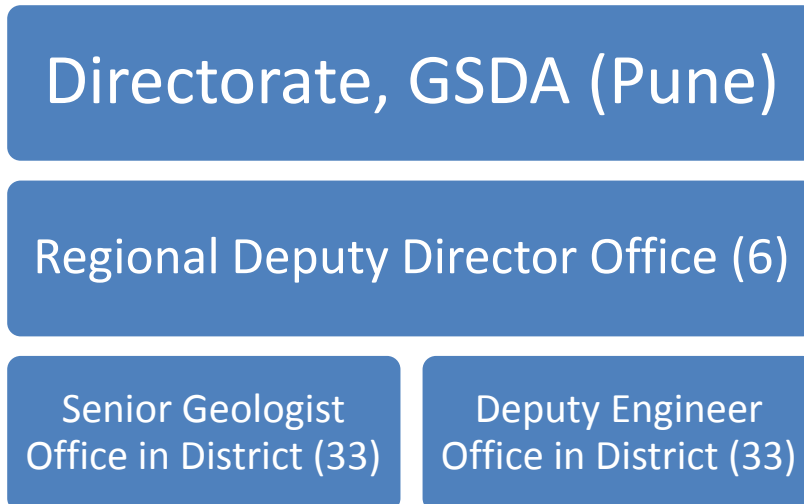 Directorate, GSDA (Pune)
Regional Deputy Director Office (6)
Senior Geologist
Office in District (33)
Deputy Engineer
Office in District (33)